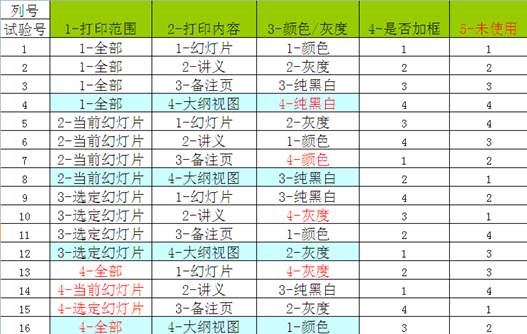 列号 1-打印范围 2-打印内容 3-颜色/灰度 4-是否加框 5-未使用
试验号
1 1-全部 1-幻灯片 1-颜色 1 1
2 1-全部 2-讲义 2-灰度 2 2
3 1-全部 3-备注页 3-纯黑白 3 3
4 1-全部 4-大纲视图 4-纯黑白 4 4
5 2-当前幻灯片 1-幻灯片 2-灰度 3 4
6 2-当前幻灯片 2-讲义 1-颜色 4 3
7 2-当前幻灯片 3-备注页 4-颜色 1 2
8 2-当前幻灯片 4-大纲视图 3-纯黑白 2 1
9 3-选定幻灯片 1-幻灯片 3-纯黑白 4 2
10 3-选定幻灯片 2-讲义 4-灰度 3 1
11 3-选定幻灯片 3-备注页 1-颜色 2 4
12 3-选定幻灯片 4-大纲视图 2-灰度 1 3
13 4-全部 1-幻灯片 4-灰度 2 3
14 4-当前幻灯片 2-讲义 3-纯黑白 1 4
15 4-选定幻灯片 3-备注页 2-灰度 4 1
16 4-全部 4-大纲视图 1-颜色 3 2